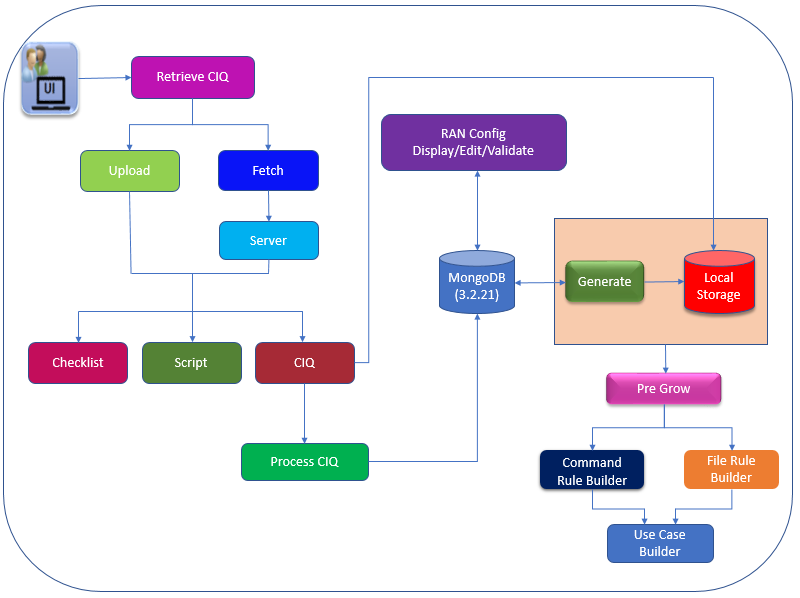 UI
Retrieve CIQ
RAN Config
Display/Edit/Validate
Upload
Fetch
Server
MongoDB
(3.2.21)
Generate
Local
Storage
Checklist
Script
CIQ
Pre Grow
Process CIQ
Command
Rule Builder
File Rule
Builder
Use Case
Builder